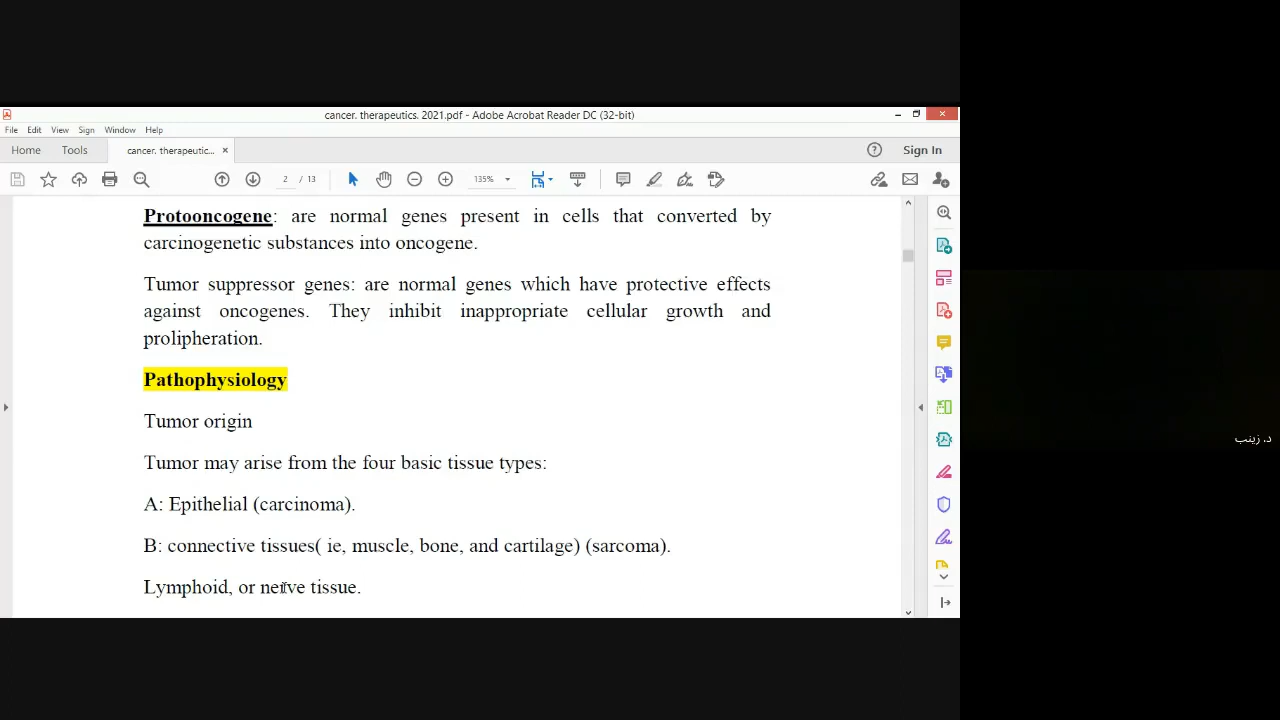 cancer. therapeutics. 2021.pdf - Adobe Acrobat Reader DC (32-bit)
File Edit View Sign Window Help
Home Tools cancer. therapeutic... ×
Sign In
2 / 13 135%
Protooncogene: are normal genes present in cells that converted by
carcinogenetic substances into oncogene.
Tumor suppressor genes: are normal genes which have protective effects
against oncogenes. They inhibit inappropriate cellular growth and
prolipheration.
Pathophysiology
Tumor origin
Tumor may arise from the four basic tissue types:
A: Epithelial (carcinoma).
B: connective tissues( ie, muscle, bone, and cartilage) (sarcoma).
Lymphoid, or nerve tissue.
د. زينب